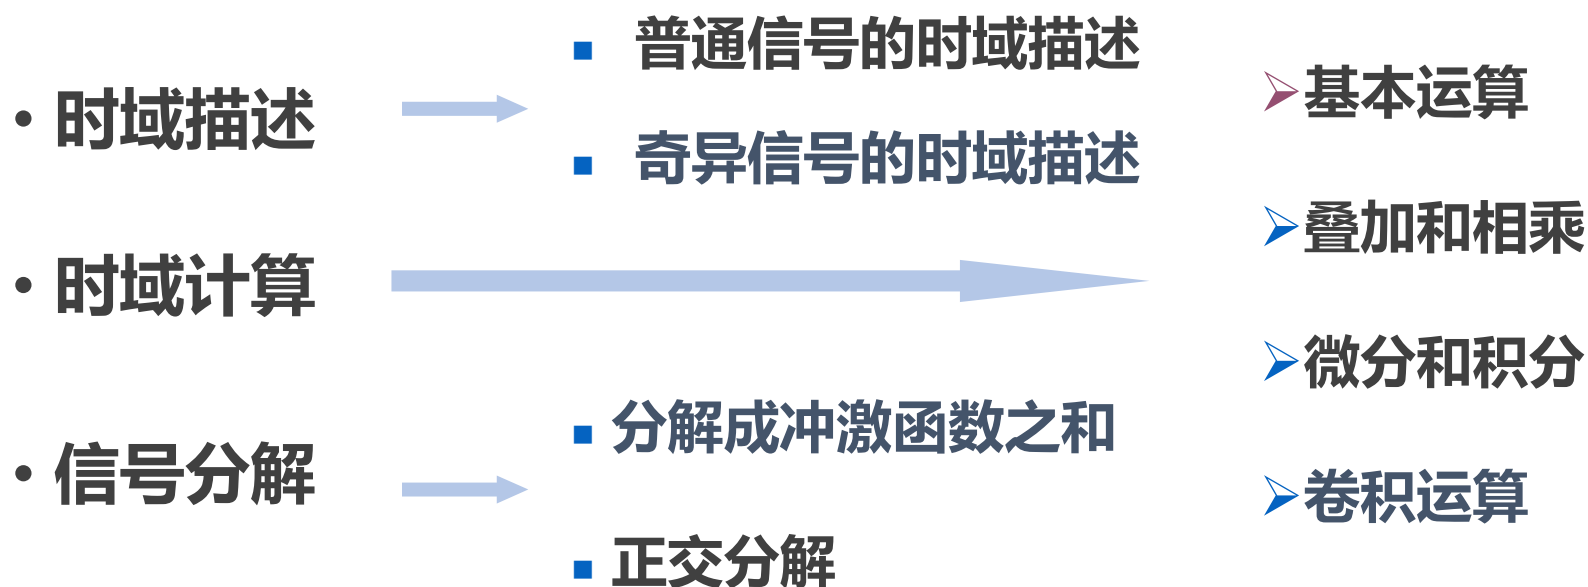 时域描述
普通信号的时域描述
奇异信号的时域描述
时域计算
基本运算
叠加和相乘
微分和积分
卷积运算
信号分解
分解成冲激函数之和
正交分解